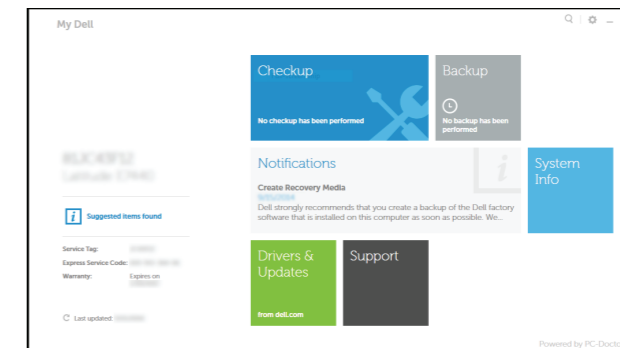 My Dell
Checkup
No checkup has been performed
Backup
No backup has been
performed
Notifications
Create Recovery Media
Dell strongly recommends that you create a backup of the Dell factory
software that is installed on this computer as soon as possible. We...
System
Info
Suggested items found
Service Tag:
Express Service Code:
Warranty: Expires on
Last updated:
Drivers &
Updates
from dell.com
Support
Powered by PC-Doctor